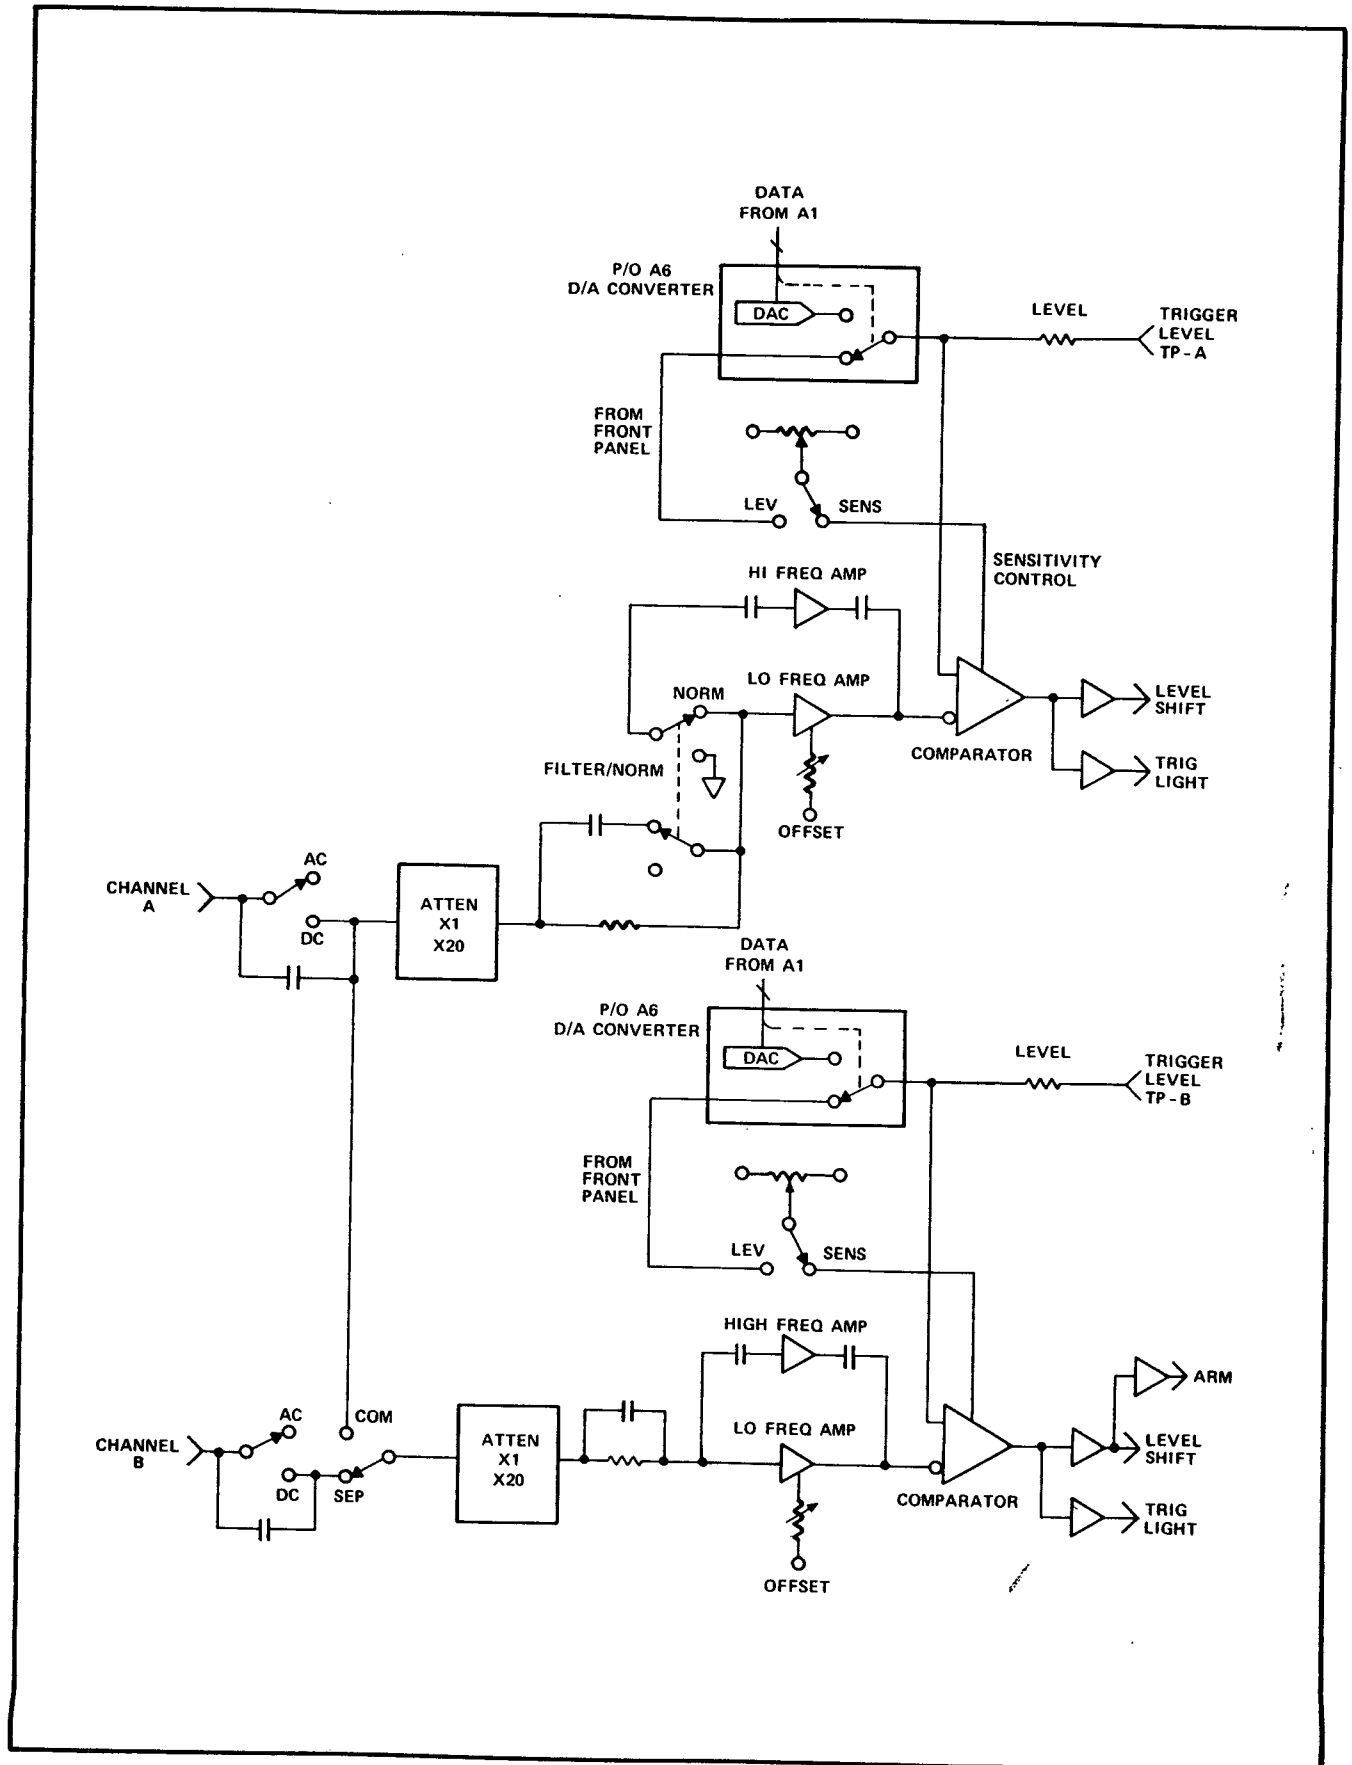 DATA
FROM A1
P/O A6
D/A CONVERTER
DAC
LEVEL
TRIGGER
LEVEL
TP-A
FROM
FRONT
PANEL
LEV
SENS
SENSITIVITY
CONTROL
HI FREQ AMP
LO FREQ AMP
NORM
LEVEL
SHIFT
COMPARATOR
TRIG
LIGHT
FILTER/NORM
OFFSET
CHANNEL
A
AC
DC
ATTEN
X1
X20
DATA
FROM A1
P/O A6
D/A CONVERTER
DAC
LEVEL
TRIGGER
LEVEL
TP-B
FROM
FRONT
PANEL
LEV
SENS
HIGH FREQ AMP
ARM
LO FREQ AMP
CHANNEL
B
AC
COM
DC
SEP
ATTEN
X1
X20
LEVEL
SHIFT
COMPARATOR
TRIG
LIGHT
OFFSET